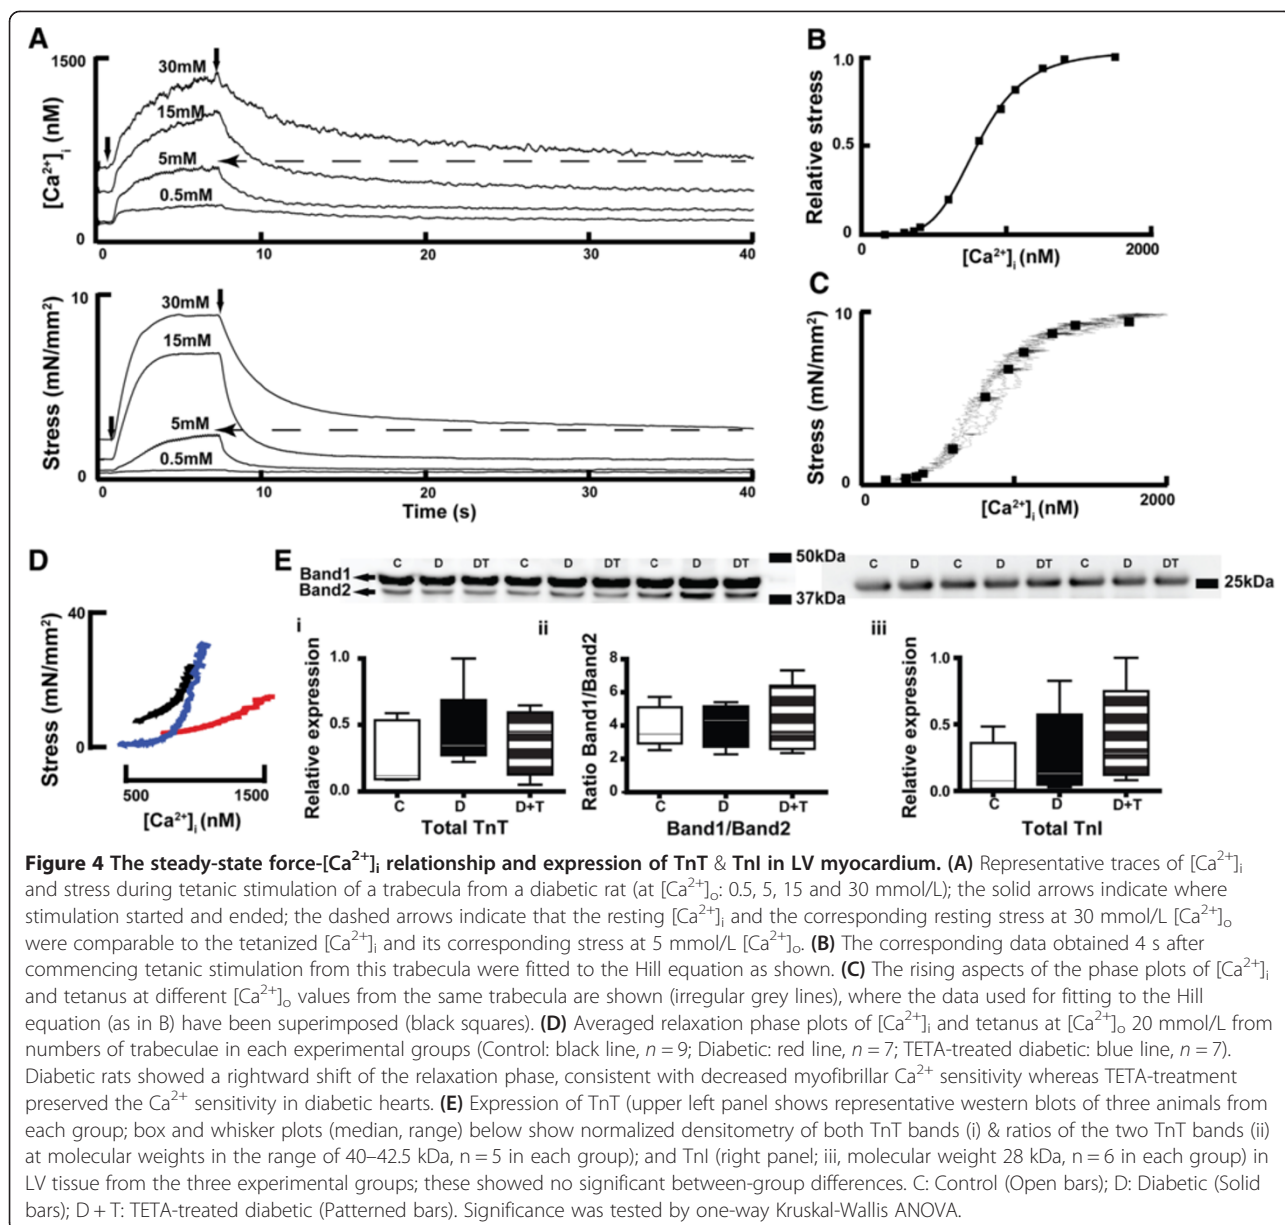 A
1500
[Ca²⁺]ᵢ (nM)
0
30mM
15mM
5mM
0.5mM
0 10 20 30 40
10
Stress (mN/mm²)
0
30mM
15mM
5mM
0.5mM
0 10 20 30 40
Time (s)
B
1.0
0.5
0
Relative stress
2000
[Ca²⁺]ᵢ (nM)
C
10
0
Stress (mN/mm²)
0 2000
[Ca²⁺]ᵢ (nM)
D
40
0
Stress (mN/mm²)
500 1500
[Ca²⁺]ᵢ (nM)
E
C D DT C D DT C D DT
Band1
Band2
50kDa
37kDa
C D C D DT C D DT
25kDa
i
1.0
0.5
0.0
Relative expression
C D D+T
Total TnT
ii
8
6
4
2
0
Ratio Band1/Band2
C D D+T
Band1/Band2
iii
1.0
0.5
0.0
Relative expression
C D D+T
Total TnI
Figure 4 The steady-state force-[Ca²⁺]ᵢ relationship and expression of TnT & TnI in LV myocardium. (A) Representative traces of [Ca²⁺]ᵢ
and stress during tetanic stimulation of a trabecula from a diabetic rat (at [Ca²⁺]ₒ: 0.5, 5, 15 and 30 mmol/L); the solid arrows indicate where
stimulation started and ended; the dashed arrows indicate that the resting [Ca²⁺]ᵢ and the corresponding resting stress at 30 mmol/L [Ca²⁺]ₒ
were comparable to the tetanized [Ca²⁺]ᵢ and its corresponding stress at 5 mmol/L [Ca²⁺]ₒ. (B) The corresponding data obtained 4 s after
commencing tetanic stimulation from this trabecula were fitted to the Hill equation as shown. (C) The rising aspects of the phase plots of [Ca²⁺]ᵢ
and tetanus at different [Ca²⁺]ₒ values from the same trabecula are shown (irregular grey lines), where the data used for fitting to the Hill
equation (as in B) have been superimposed (black squares). (D) Averaged relaxation phase plots of [Ca²⁺]ᵢ and tetanus at [Ca²⁺]ₒ 20 mmol/L from
numbers of trabeculae in each experimental groups (Control: black line, n = 9; Diabetic: red line, n = 7; TETA-treated diabetic: blue line, n = 7).
Diabetic rats showed a rightward shift of the relaxation phase, consistent with decreased myofibrillar Ca²⁺ sensitivity whereas TETA-treatment
preserved the Ca²⁺ sensitivity in diabetic hearts. (E) Expression of TnT (upper left panel shows representative western blots of three animals from
each group; box and whisker plots (median, range) below show normalized densitometry of both TnT bands (i) & ratios of the two TnT bands (ii)
at molecular weights in the range of 40–42.5 kDa, n = 5 in each group); and TnI (right panel; iii, molecular weight 28 kDa, n = 6 in each group) in
LV tissue from the three experimental groups; these showed no significant between-group differences. C: Control (Open bars); D: Diabetic (Solid
bars); D + T: TETA-treated diabetic (Patterned bars). Significance was tested by one-way Kruskal-Wallis ANOVA.